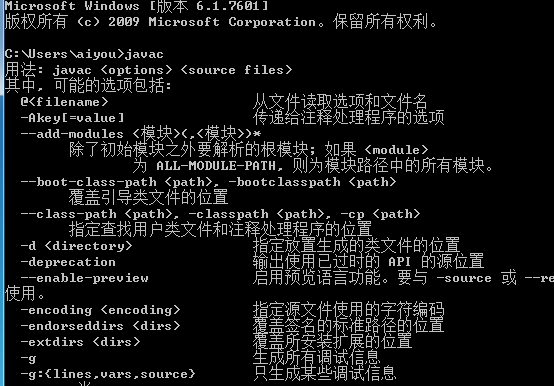 Microsoft Windows [版本 6.1.7601]
版权所有 (c) 2009 Microsoft Corporation。保留所有权利。
C:\Users\aiyou>javac
用法: javac <options> <source files>
其中, 可能的选项包括:
@<filename> 从文件读取选项和文件名
-Akey[=value] 传递给注释处理程序的选项
--add-modules <模块>(,<模块>)*
除了初始模块之外要解析的根模块; 如果 <module>
为 ALL-MODULE-PATH, 则为模块路径中的所有模块。
--boot-class-path <path>, -bootclasspath <path>
覆盖引导类文件的位置
--class-path <path>, -classpath <path>, -cp <path>
指定查找用户类文件和注释处理程序的位置
-d <directory> 指定放置生成的类文件的位置
-deprecation 输出使用已过时的 API 的源位置
--enable-preview 启用预览语言功能。要与 -source 或 --re
使用。
-encoding <encoding> 指定源文件使用的字符编码
-endorseddirs <dirs> 覆盖签名的标准路径的位置
-extdirs <dirs> 覆盖所安装扩展的位置
-g 生成所有调试信息
-g:{lines,vars,source} 只生成某些调试信息